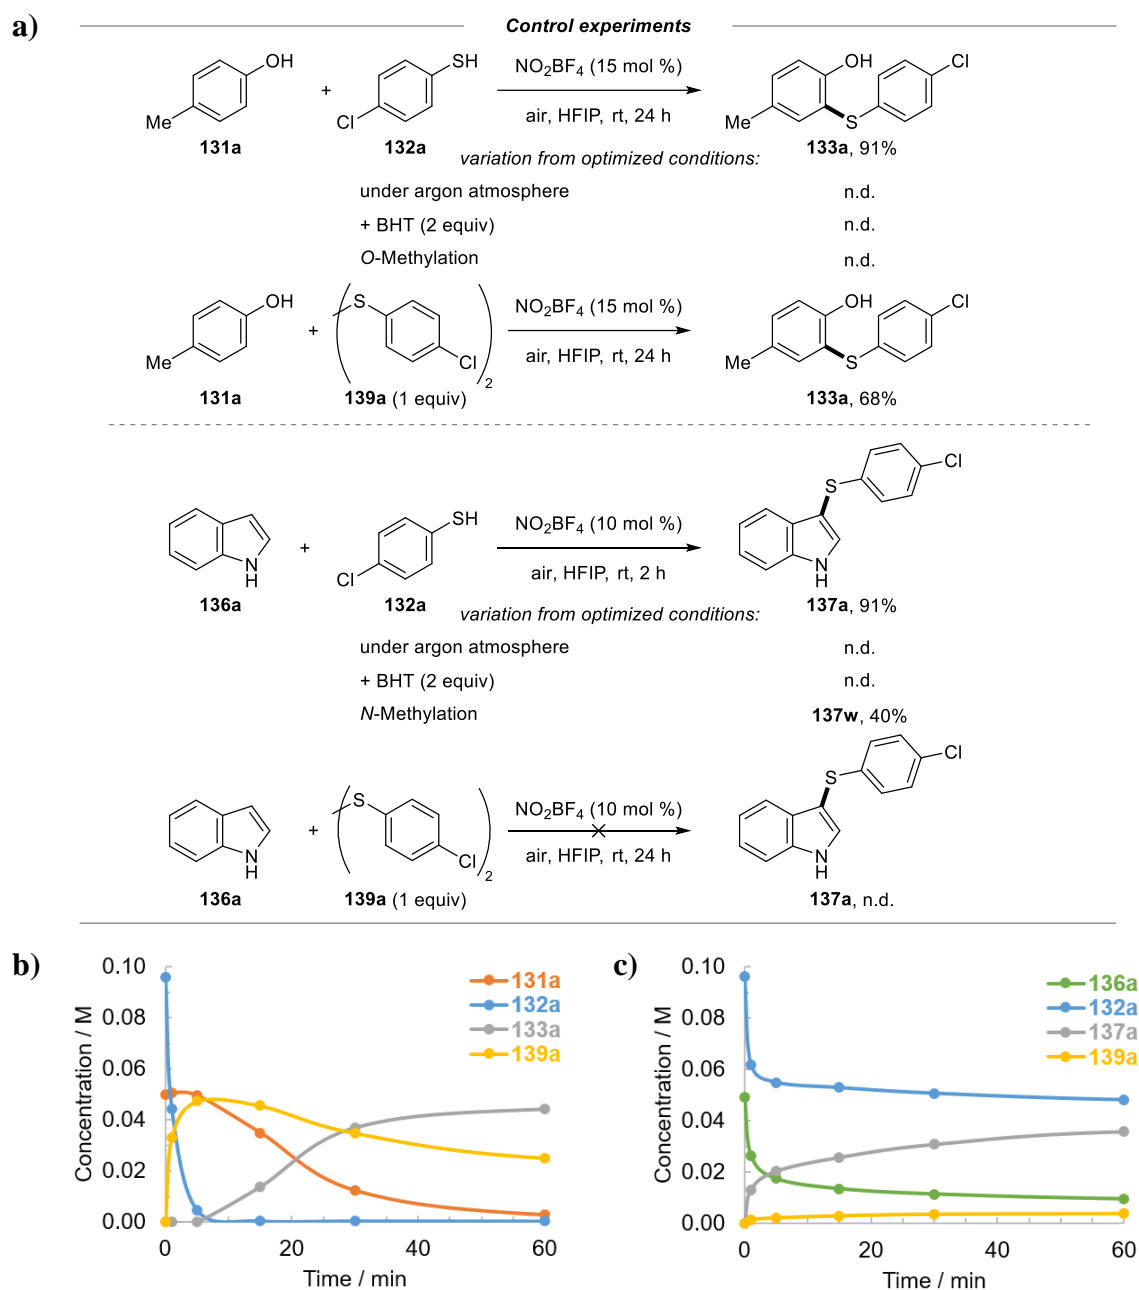 a)
Control experiments
OH
Me
131a
+
SH
Cl
132a
NO2BF4 (15 mol %)
air, HFIP, rt, 24 h
OH
Cl
Me
S
133a, 91%
variation from optimized conditions:
under argon atmosphere
n.d.
+ BHT (2 equiv)
n.d.
O-Methylation
n.d.
OH
Me
131a
+
S
Cl
2
139a (1 equiv)
NO2BF4 (15 mol %)
air, HFIP, rt, 24 h
OH
Cl
Me
S
133a, 68%
N
H
136a
+
SH
Cl
132a
NO2BF4 (10 mol %)
air, HFIP, rt, 2 h
Cl
S
N
H
137a, 91%
variation from optimized conditions:
under argon atmosphere
n.d.
+ BHT (2 equiv)
n.d.
N-Methylation
137w, 40%
N
H
136a
+
S
Cl
2
139a (1 equiv)
NO2BF4 (10 mol %)
air, HFIP, rt, 24 h
Cl
S
N
H
137a, n.d.
b)
Concentration / M
0.10
0.08
0.06
0.04
0.02
0.00
0
20
40
60
Time / min
131a
132a
133a
139a
c)
Concentration / M
0.10
0.08
0.06
0.04
0.02
0.00
0
20
40
60
Time / min
136a
132a
137a
139a